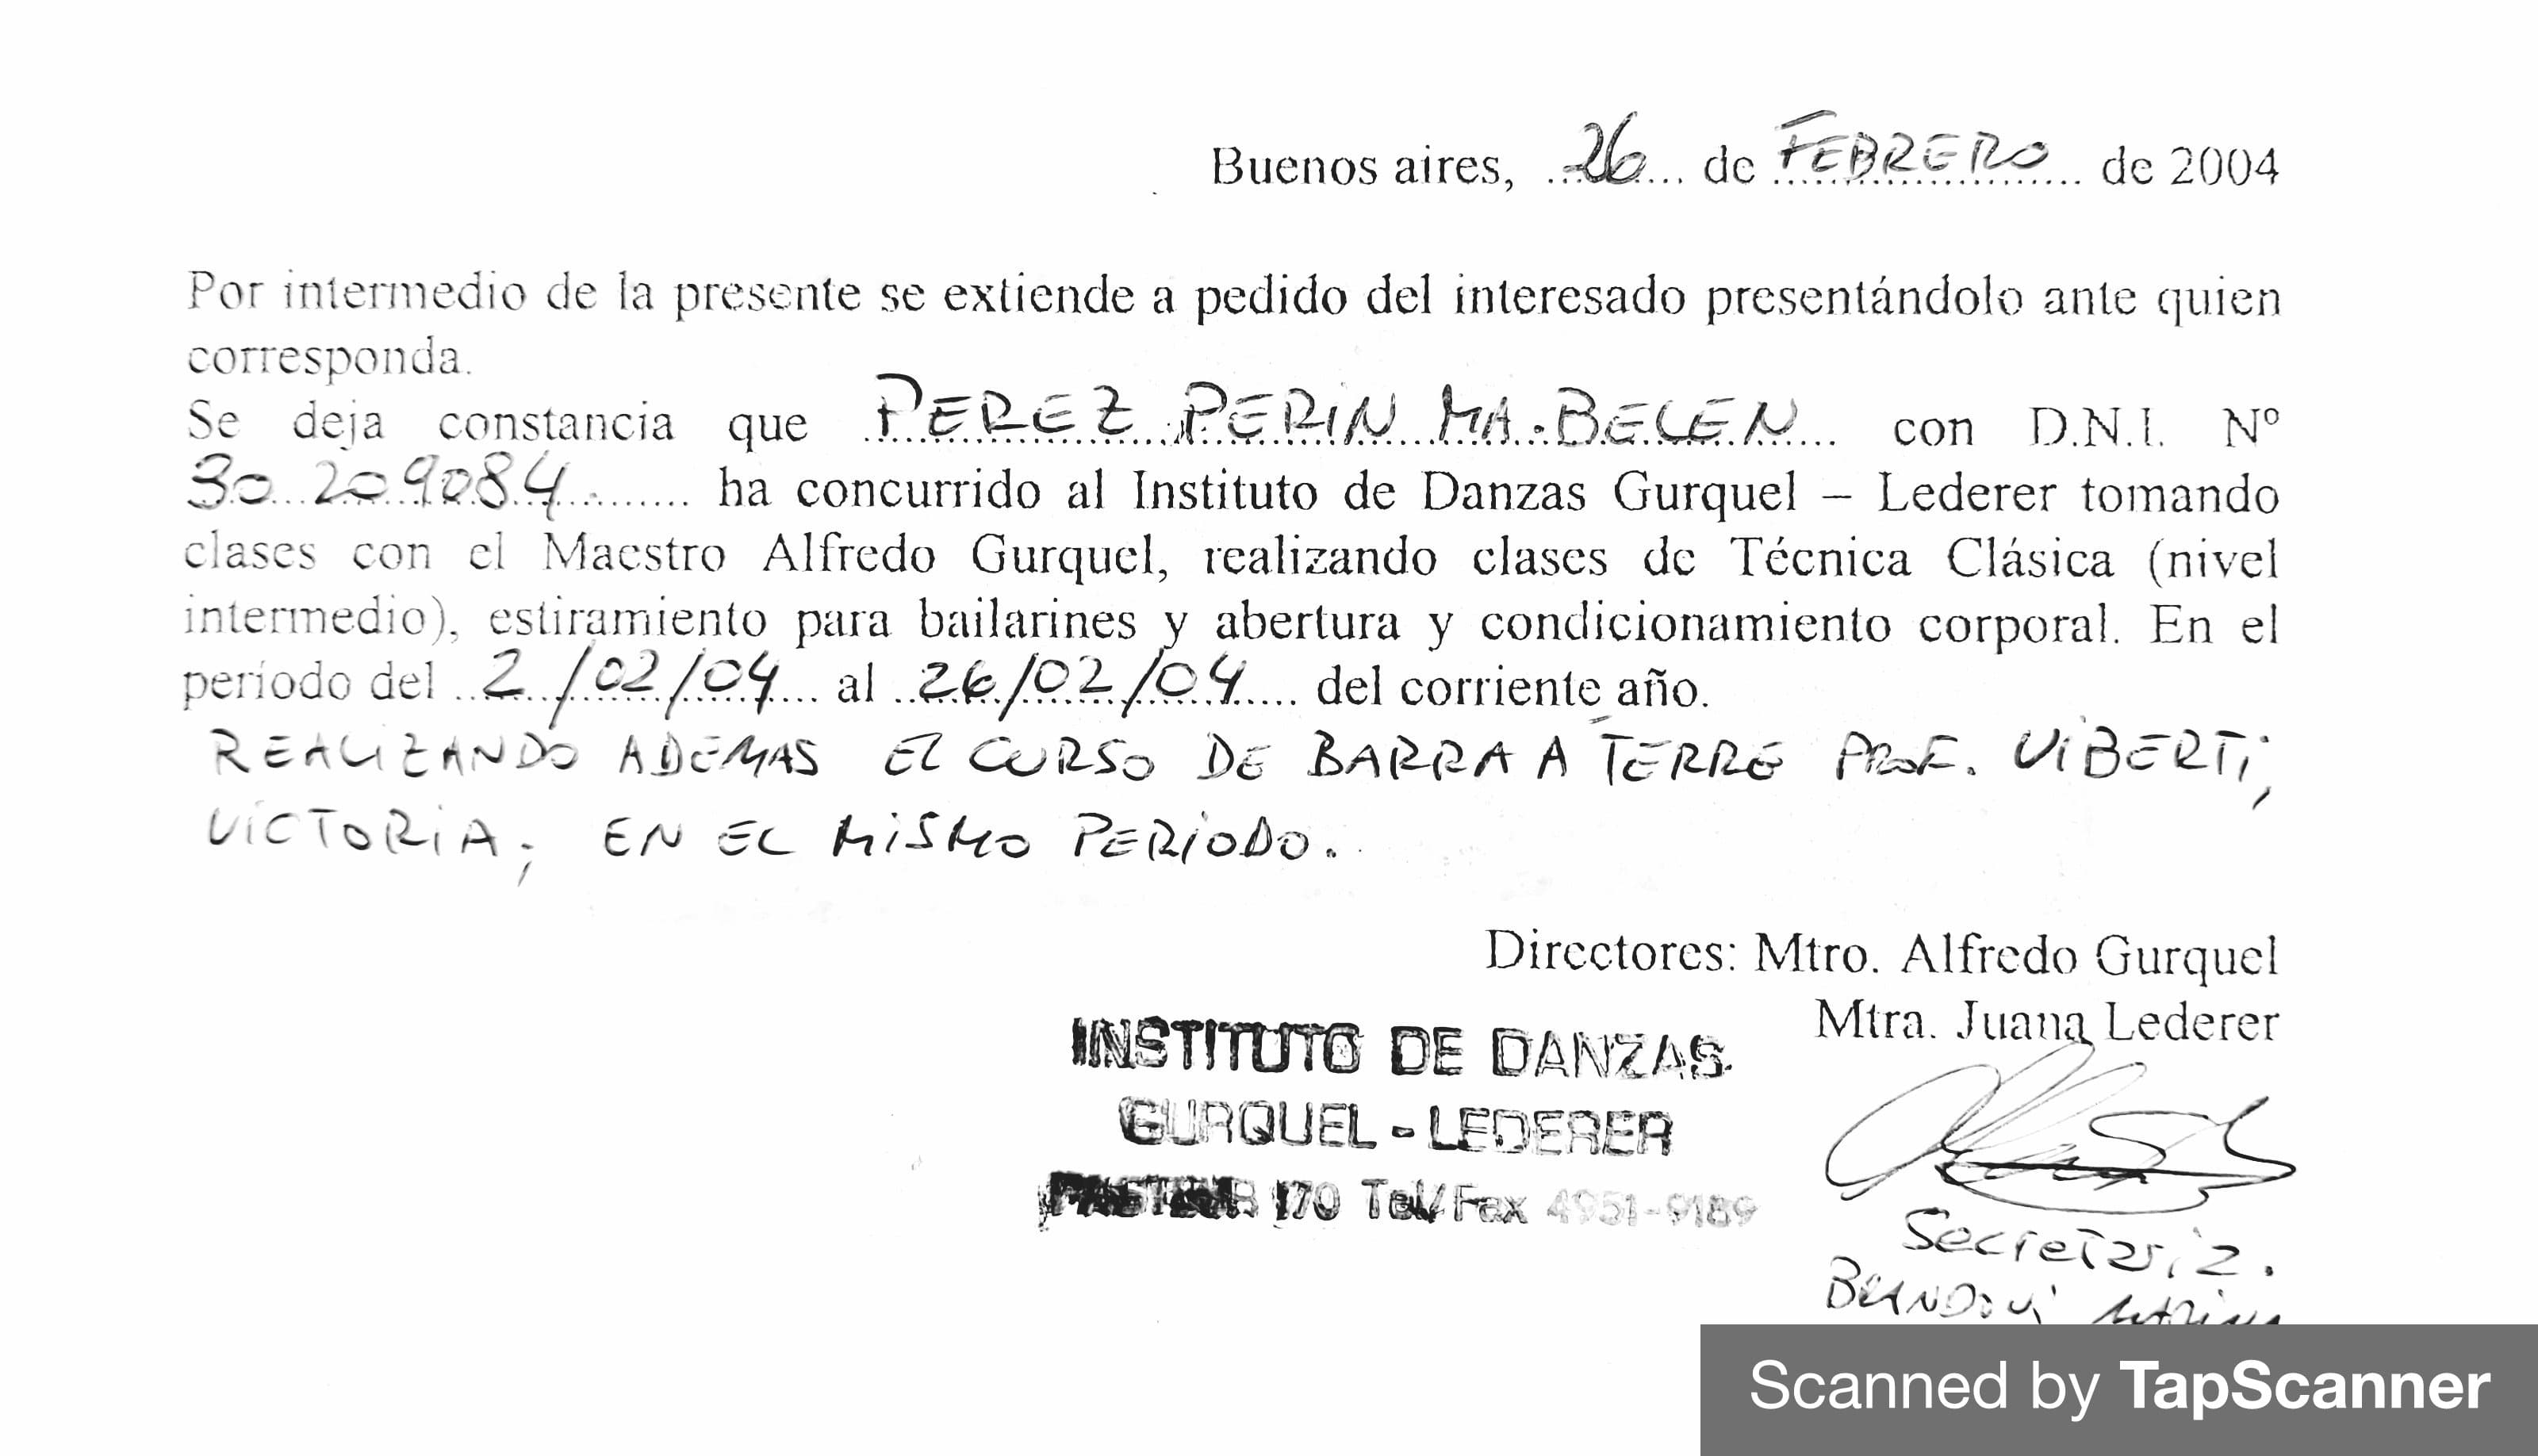 Buenos aires, 26 de FEBRERO de 2004
Por intermedio de la presente se extiende a pedido del interesado presentándolo ante quien
corresponda.
Se deja constancia que PEREZ PERIN MA. BELEN con D.N.I. Nº
30.209084 ha concurrido al Instituto de Danzas Gurquel – Lederer tomando
clases con el Maestro Alfredo Gurquel, realizando clases de Técnica Clásica (nivel
intermedio), estiramiento para bailarines y abertura y condicionamiento corporal. En el
período del 2/02/04 al 26/02/04 del corriente año.
REALIZANDO ADEMAS EL CURSO DE BARRA A TERRE PROF. VIBERTI,
VICTORIA, EN EL MISMO PERIODO.
Directores: Mtro. Alfredo Gurquel
Mtra. Juana Lederer
INSTITUTO DE DANZAS
GURQUEL - LEDERER
PASTEUR 170 Tel/Fax 4951-9189
Secretaria.
Scanned by TapScanner